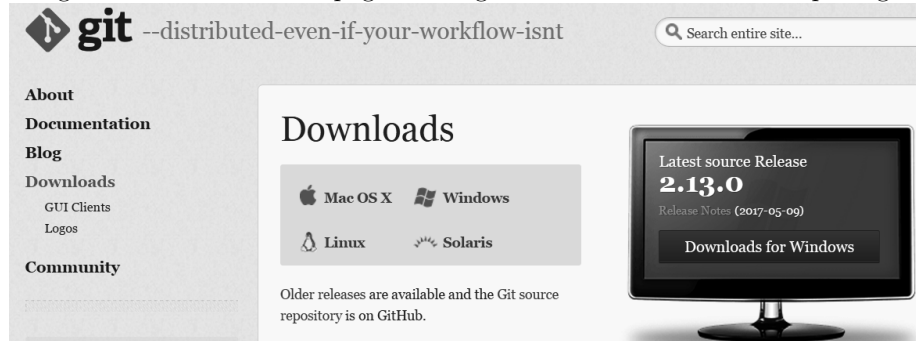 git --distributed-even-if-your-workflow-isnt
Search entire site...
About
Documentation
Blog
Downloads
GUI Clients
Logos
Community
Downloads
Mac OS X
Windows
Linux
Solaris
Older releases are available and the Git source
repository is on GitHub.
Latest source Release
2.13.0
Release Notes (2017-05-09)
Downloads for Windows